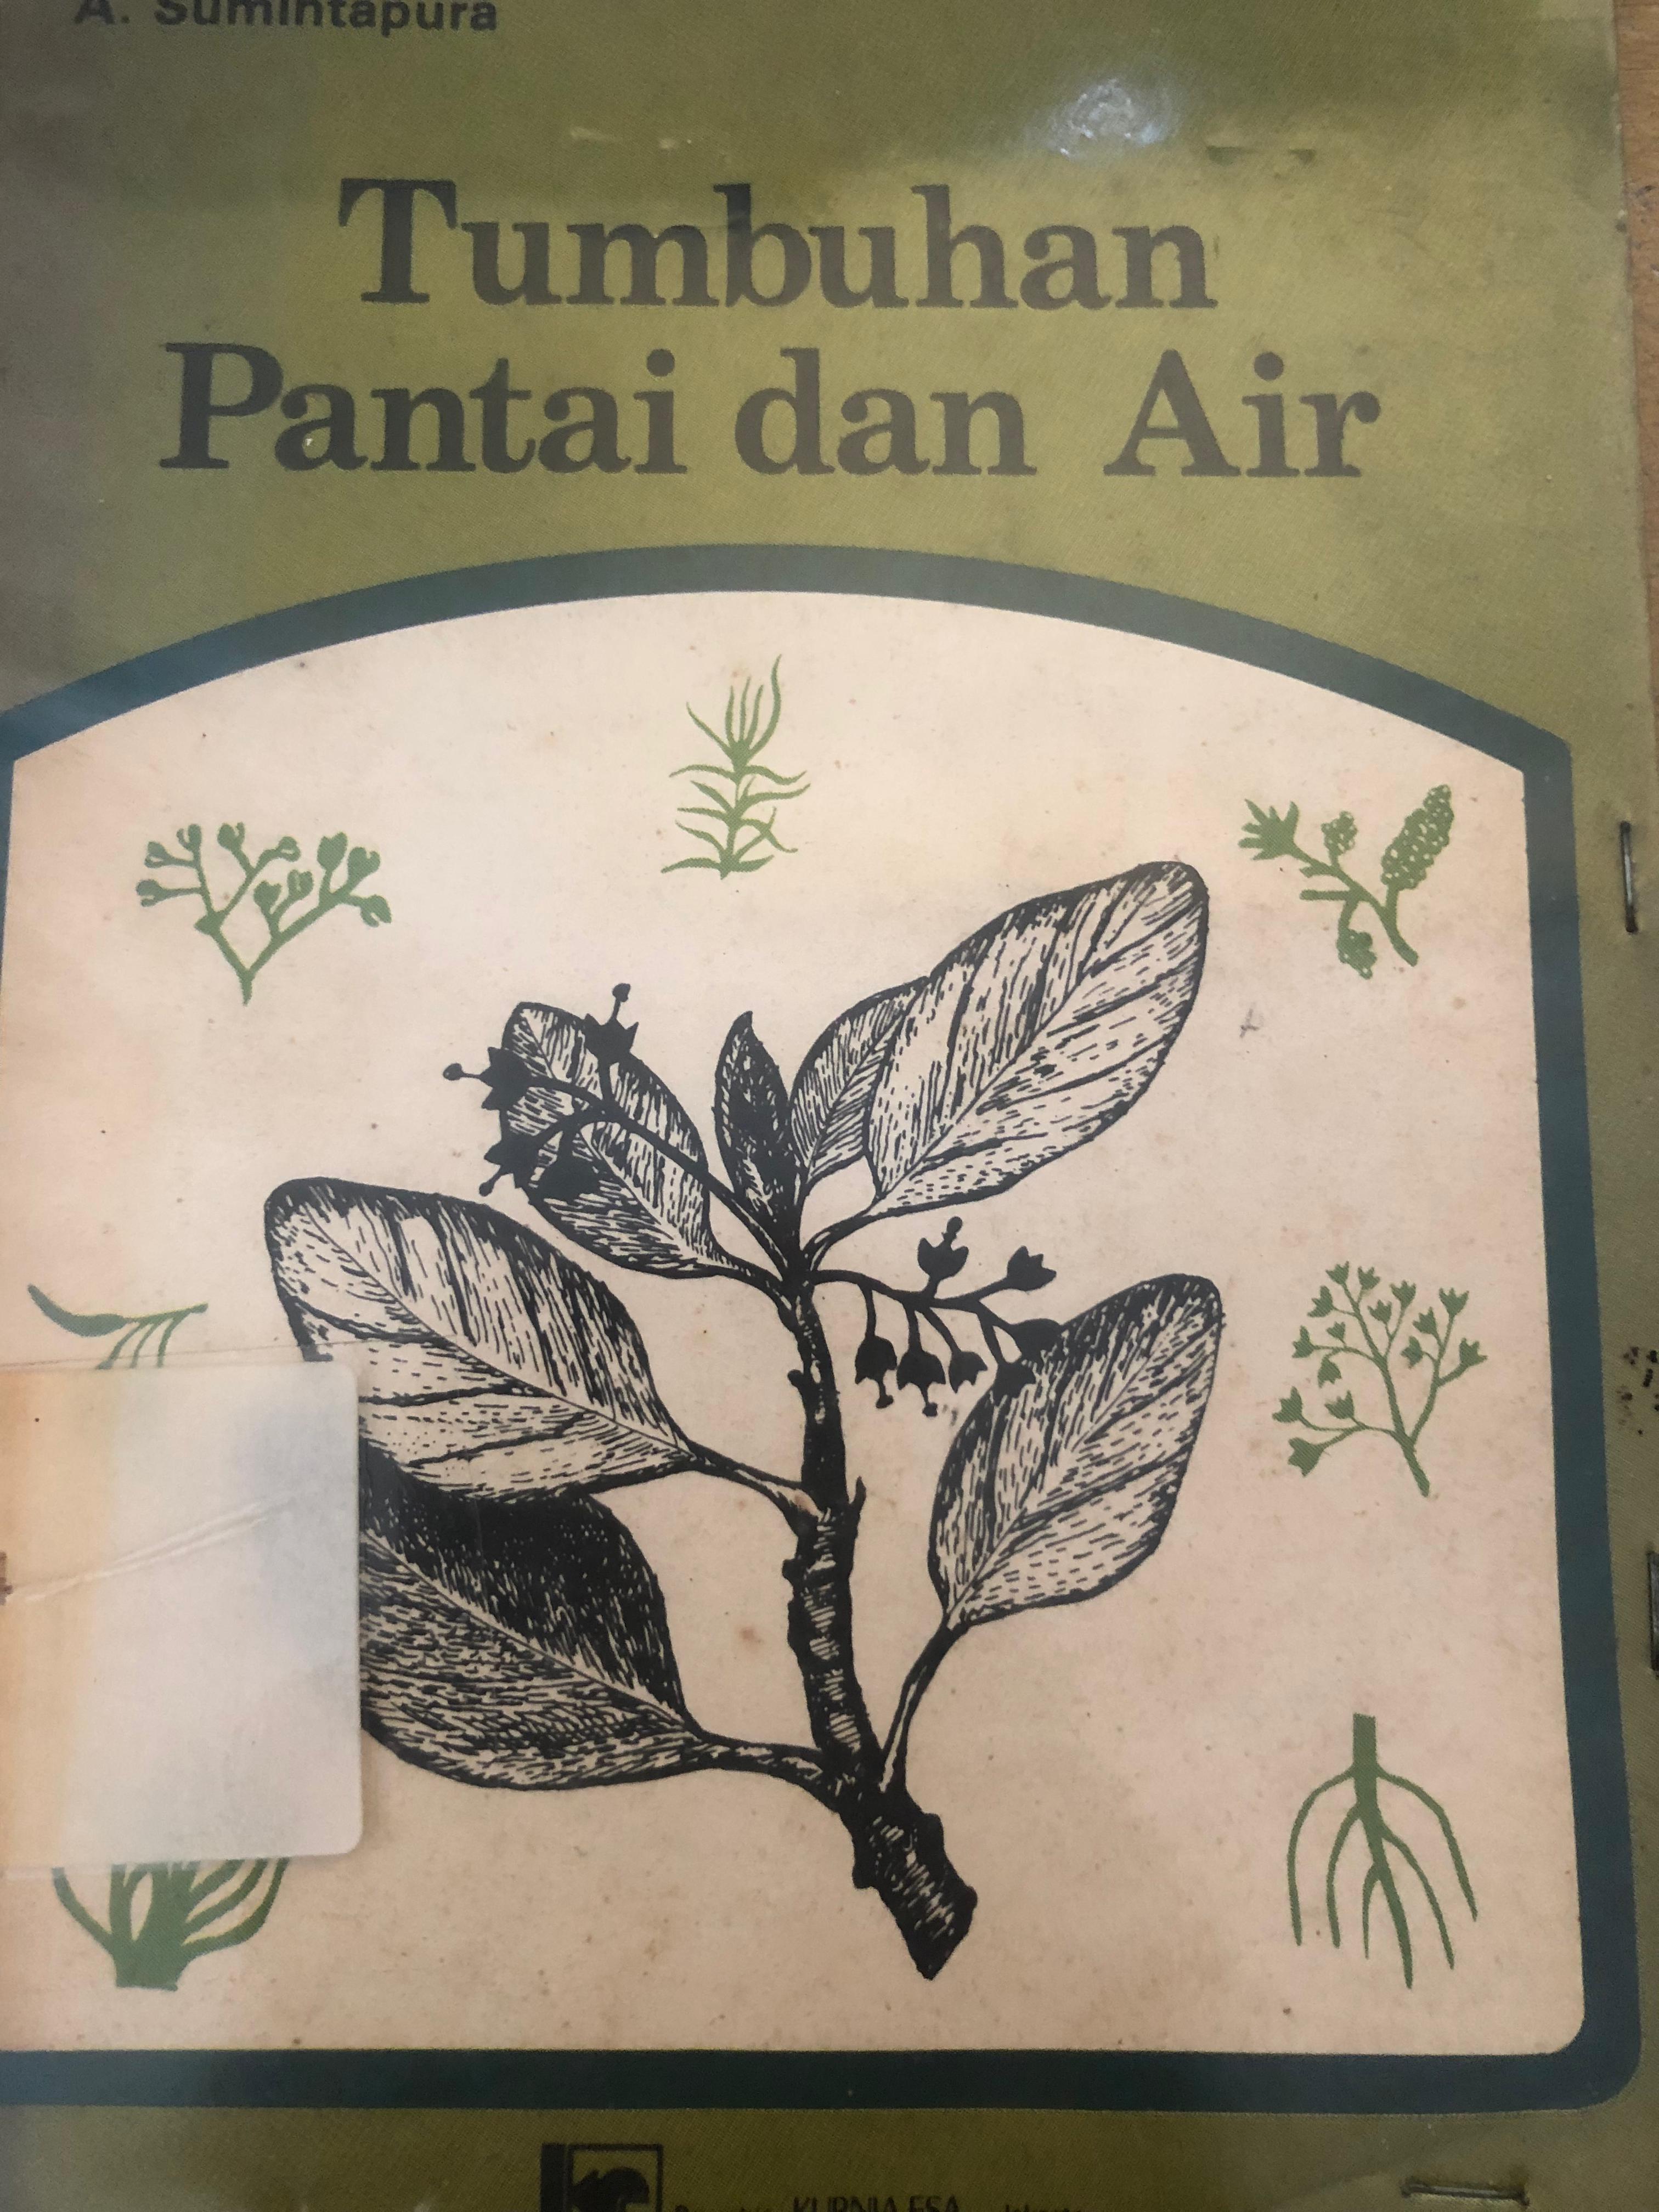 A. Sumintapura
Tumbuhan
Pantai dan Air
KURNIA ESA